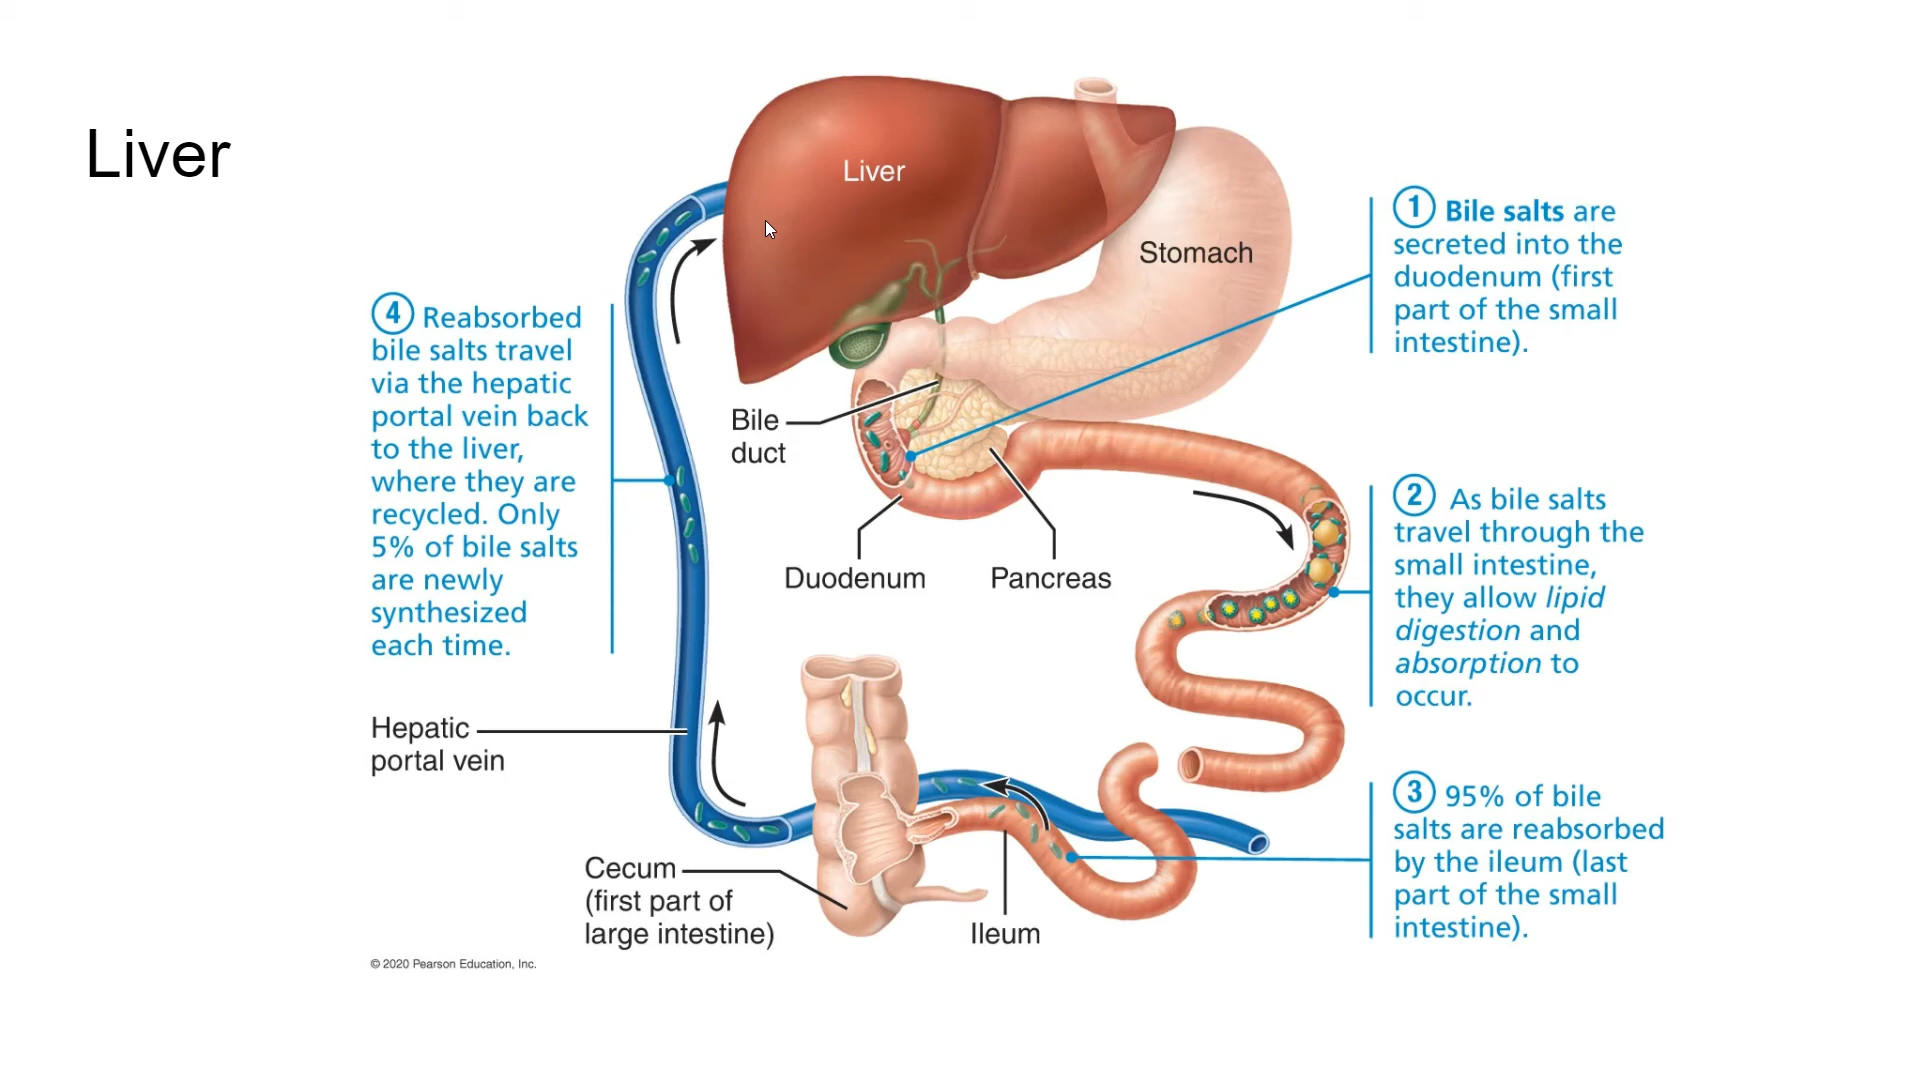 Liver
Liver
Stomach
① Bile salts are
secreted into the
duodenum (first
part of the small
intestine).
④ Reabsorbed
bile salts travel
via the hepatic
portal vein back
to the liver,
where they are
recycled. Only
5% of bile salts
are newly
synthesized
each time.
Bile
duct
Duodenum
Pancreas
② As bile salts
travel through the
small intestine,
they allow lipid
digestion and
absorption to
occur.
Hepatic
portal vein
③ 95% of bile
salts are reabsorbed
by the ileum (last
part of the small
intestine).
Cecum
(first part of
large intestine)
Ileum
© 2020 Pearson Education, Inc.